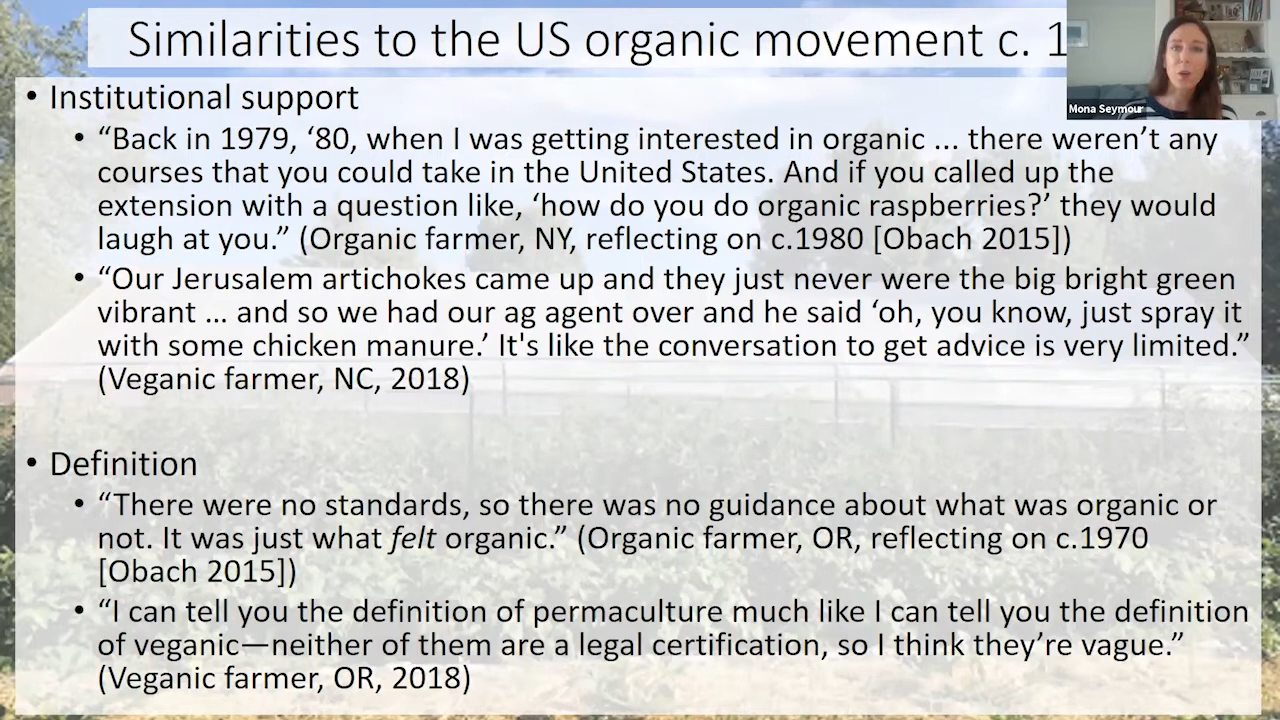 Similarities to the US organic movement c. 1
Mona Seymour
• Institutional support
• “Back in 1979, ‘80, when I was getting interested in organic ... there weren’t any
courses that you could take in the United States. And if you called up the
extension with a question like, ‘how do you do organic raspberries?’ they would
laugh at you.” (Organic farmer, NY, reflecting on c.1980 [Obach 2015])
• “Our Jerusalem artichokes came up and they just never were the big bright green
vibrant ... and so we had our ag agent over and he said ‘oh, you know, just spray it
with some chicken manure.’ It's like the conversation to get advice is very limited.”
(Veganic farmer, NC, 2018)
• Definition
• “There were no standards, so there was no guidance about what was organic or
not. It was just what felt organic.” (Organic farmer, OR, reflecting on c.1970
[Obach 2015])
• “I can tell you the definition of permaculture much like I can tell you the definition
of veganic—neither of them are a legal certification, so I think they’re vague.”
(Veganic farmer, OR, 2018)